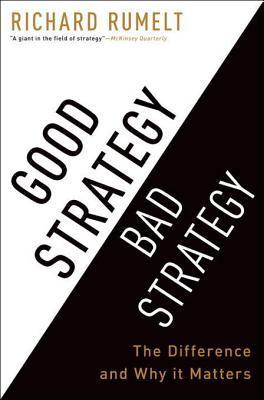 RICHARD RUMELT
"A giant in the field of strategy"—McKinsey Quarterly
GOOD
STRATEGY
BAD
STRATEGY
The Difference
and Why it Matters